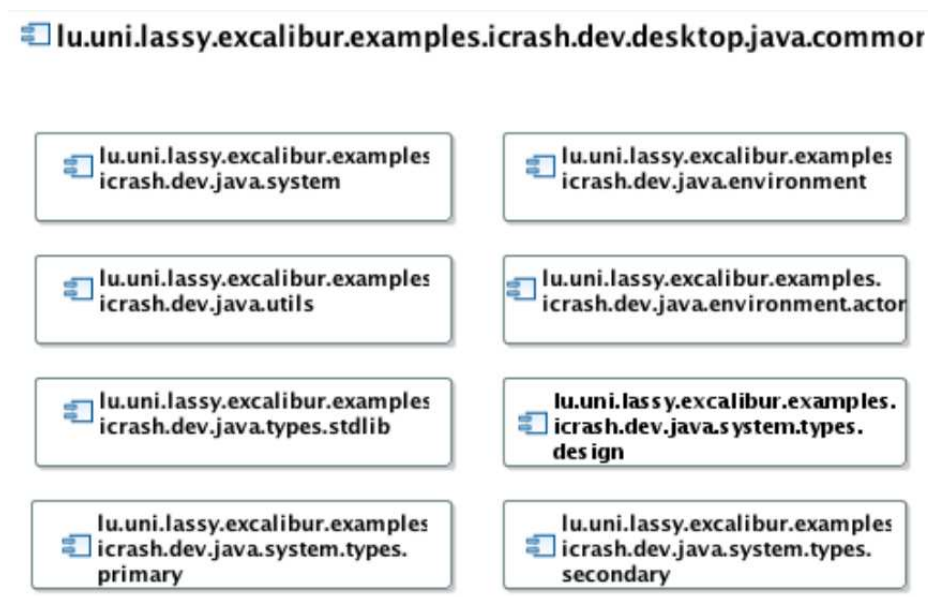 lu.uni.lassy.excalibur.examples.icrash.dev.desktop.java.common
lu.uni.lassy.excalibur.examples
icrash.dev.java.system
lu.uni.lassy.excalibur.examples
icrash.dev.java.environment
lu.uni.lassy.excalibur.examples
icrash.dev.java.utils
lu.uni.lassy.excalibur.examples.
icrash.dev.java.environment.actor
lu.uni.lassy.excalibur.examples
icrash.dev.java.types.stdlib
lu.uni.lassy.excalibur.examples.
icrash.dev.java.system.types.
design
lu.uni.lassy.excalibur.examples
icrash.dev.java.system.types.
primary
lu.uni.lassy.excalibur.examples
icrash.dev.java.system.types.
secondary